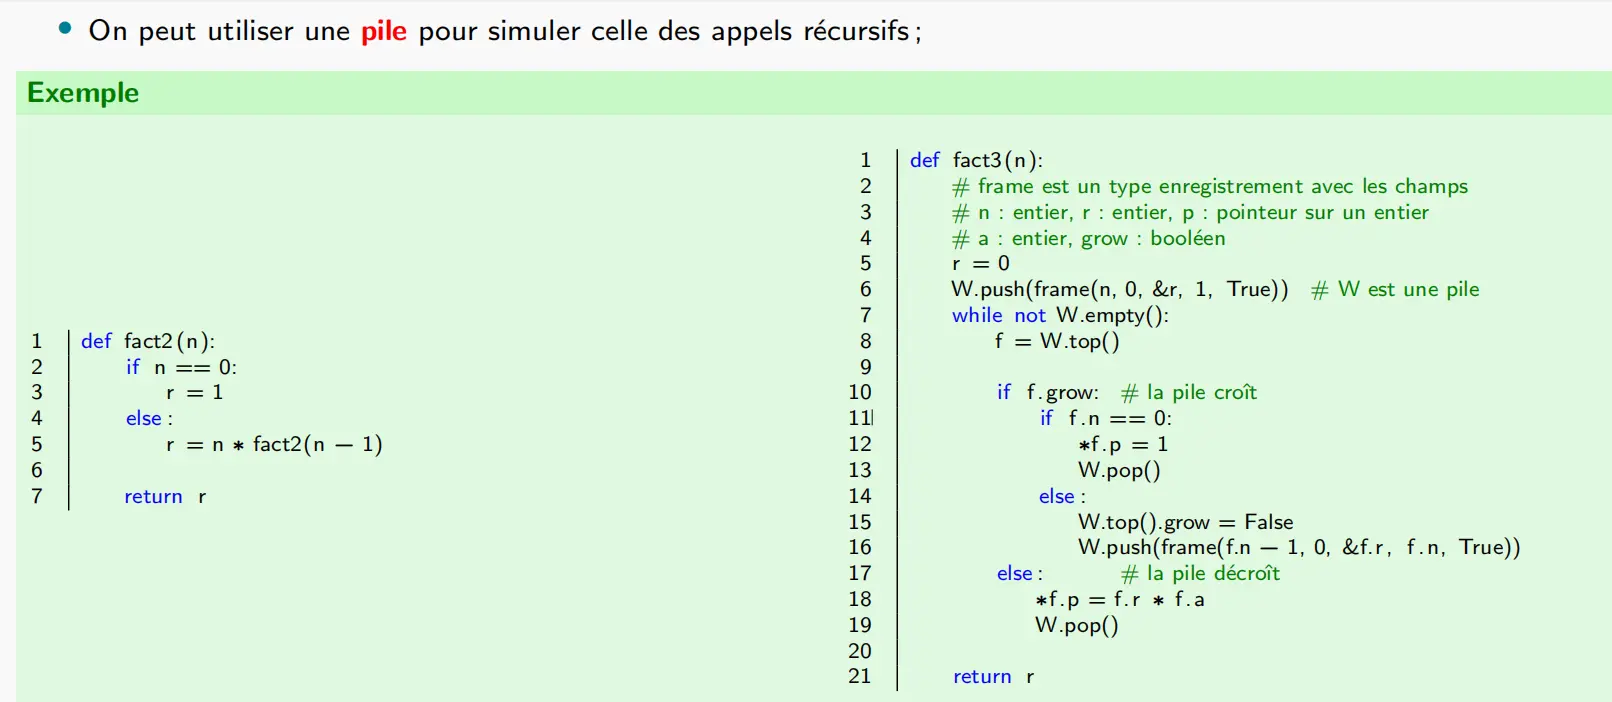 • On peut utiliser une pile pour simuler celle des appels récursifs ;
Exemple
1 def fact2(n):
2 if n == 0:
3 r = 1
4 else:
5 r = n * fact2(n − 1)
6
7 return r
1 def fact3(n):
2 # frame est un type enregistrement avec les champs
3 # n : entier, r : entier, p : pointeur sur un entier
4 # a : entier, grow : booléen
5 r = 0
6 W.push(frame(n, 0, &r, 1, True)) # W est une pile
7 while not W.empty():
8 f = W.top()
9
10 if f.grow: # la pile croît
11 if f.n == 0:
12 *f.p = 1
13 W.pop()
14 else:
15 W.top().grow = False
16 W.push(frame(f.n − 1, 0, &f.r, f.n, True))
17 else: # la pile décroît
18 *f.p = f.r * f.a
19 W.pop()
20
21 return r